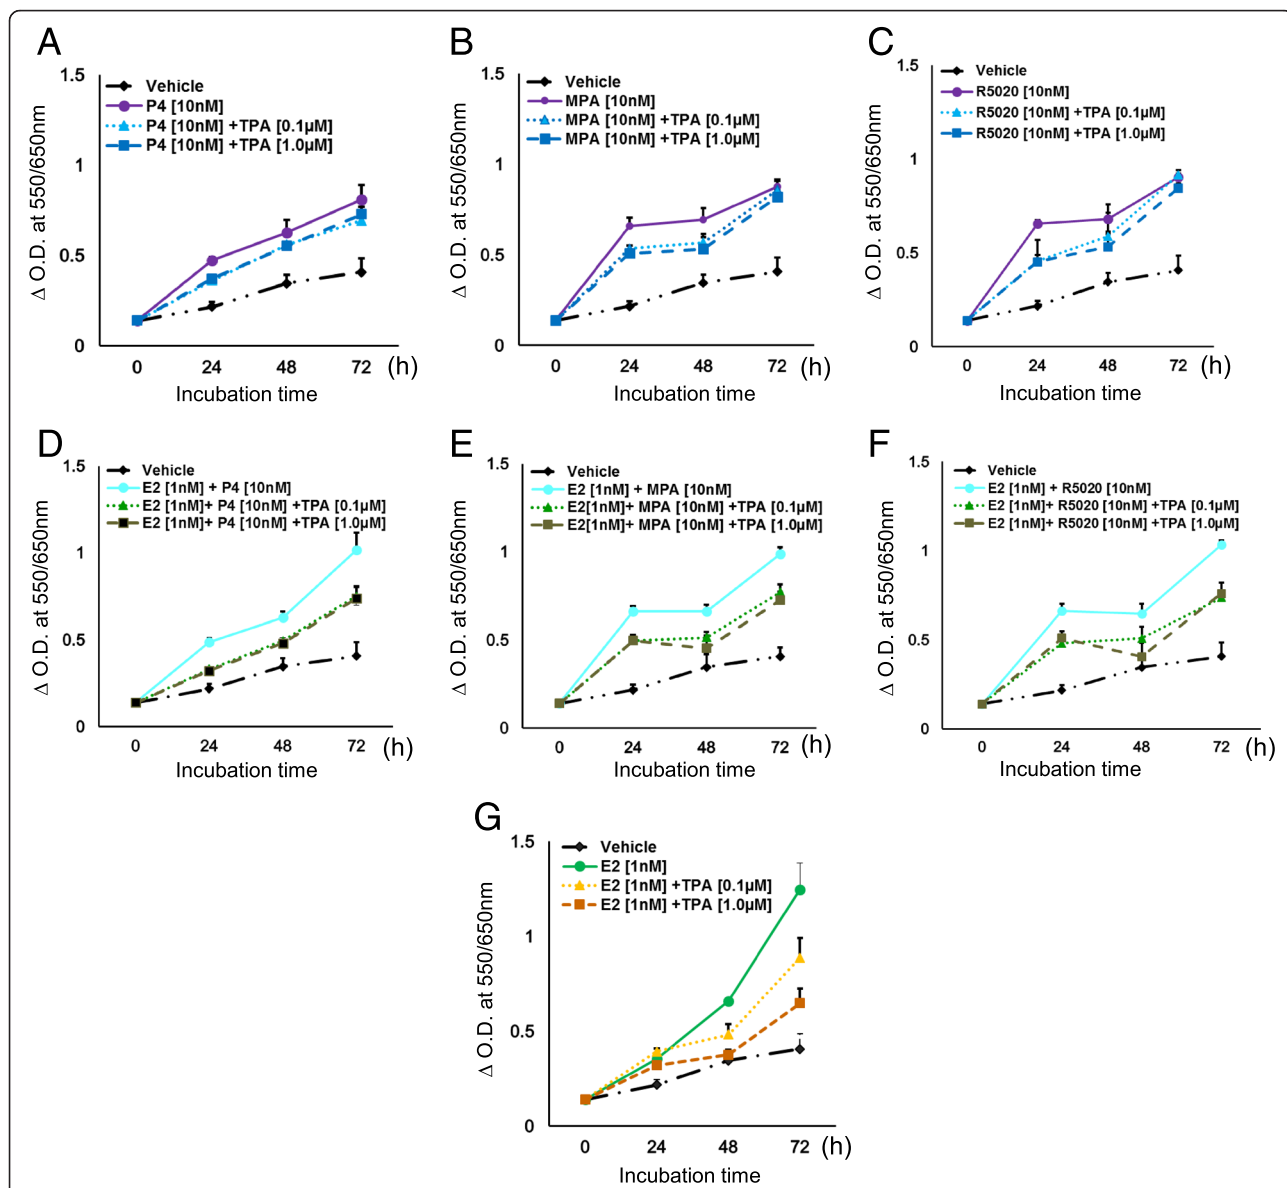 A
Δ O.D. at 550/650nm
1.5
1
0.5
0
Vehicle
P4 [10nM]
P4 [10nM] +TPA [0.1µM]
P4 [10nM] +TPA [1.0µM]
0 24 48 72 (h)
Incubation time
B
Δ O.D. at 550/650nm
1.5
1
0.5
0
Vehicle
MPA [10nM]
MPA [10nM] +TPA [0.1µM]
MPA [10nM] +TPA [1.0µM]
0 24 48 72 (h)
Incubation time
C
Δ O.D. at 550/650nm
1.5
1
0.5
0
Vehicle
R5020 [10nM]
R5020 [10nM] +TPA [0.1µM]
R5020 [10nM] +TPA [1.0µM]
0 24 48 72 (h)
Incubation time
D
Δ O.D. at 550/650nm
1.5
1
0.5
0
Vehicle
E2 [1nM] + P4 [10nM]
E2 [1nM]+ P4 [10nM] +TPA [0.1µM]
E2 [1nM]+ P4 [10nM] +TPA [1.0µM]
0 24 48 72 (h)
Incubation time
E
Δ O.D. at 550/650nm
1.5
1
0.5
0
Vehicle
E2 [1nM] + MPA [10nM]
E2[1nM]+ MPA [10nM] +TPA [0.1µM]
E2[1nM]+ MPA [10nM] +TPA [1.0µM]
0 24 48 72 (h)
Incubation time
F
Δ O.D. at 550/650nm
1.5
1
0.5
0
Vehicle
E2 [1nM] + R5020 [10nM]
E2 [1nM]+ R5020 [10nM] +TPA [0.1µM]
E2 [1nM]+ R5020 [10nM] +TPA [1.0µM]
0 24 48 72 (h)
Incubation time
G
Δ O.D. at 550/650nm
1.5
1
0.5
0
Vehicle
E2 [1nM]
E2 [1nM] +TPA [0.1µM]
E2 [1nM] +TPA [1.0µM]
0 24 48 72 (h)
Incubation time